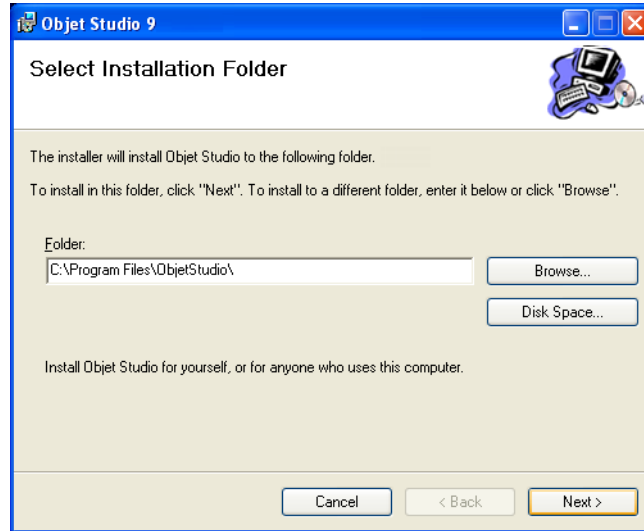 Objet Studio 9
Select Installation Folder
The installer will install Objet Studio to the following folder.
To install in this folder, click "Next". To install to a different folder, enter it below or click "Browse".
Folder:
C:\Program Files\ObjetStudio\
Browse...
Disk Space...
Install Objet Studio for yourself, or for anyone who uses this computer.
Cancel
< Back
Next >